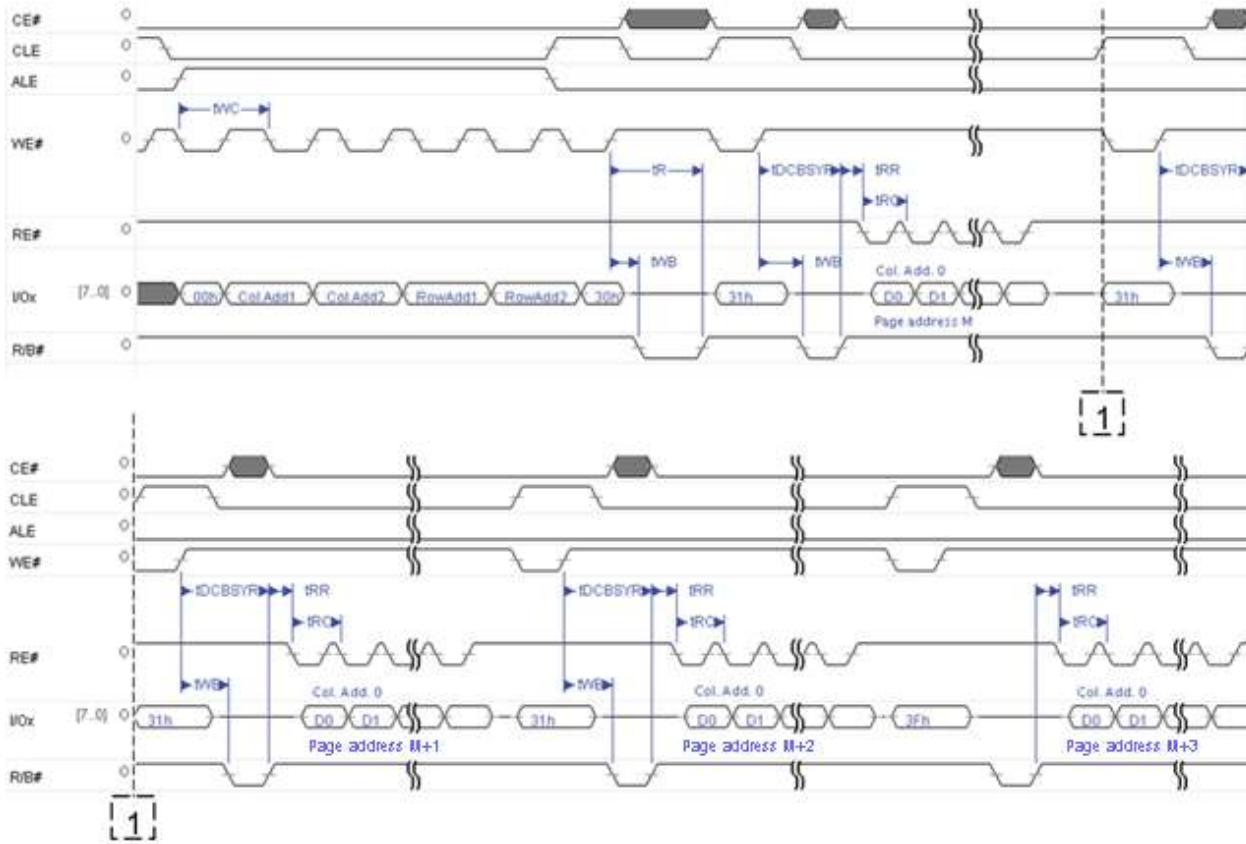 CE#
CLE
ALE
tWC
WE#
tR tDCBSYR tRR tDCBSYR
tRC
RE#
tWB tWB tWB
Col. Add. 0
I/Ox [7..0] 00h Col.Add1 Col.Add2 RowAdd1 RowAdd2 30h 31h D0 D1 31h
Page address M
R/B#
1
CE#
CLE
ALE
WE#
tDCBSYR tRR tDCBSYR tRR tRR
tRC tRC tRC
RE#
tWB tWB
Col. Add. 0 Col. Add. 0 Col. Add. 0
I/Ox [7..0] 31h D0 D1 31h D0 D1 3Fh D0 D1
Page address M+1 Page address M+2 Page address M+3
R/B#
1